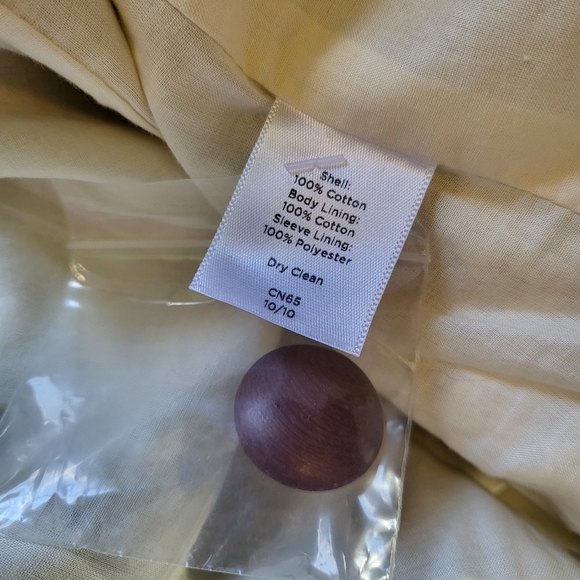 Shell:
100% Cotton
Body Lining:
100% Cotton
Sleeve Lining:
100% Polyester
Dry Clean
CN65
10/10